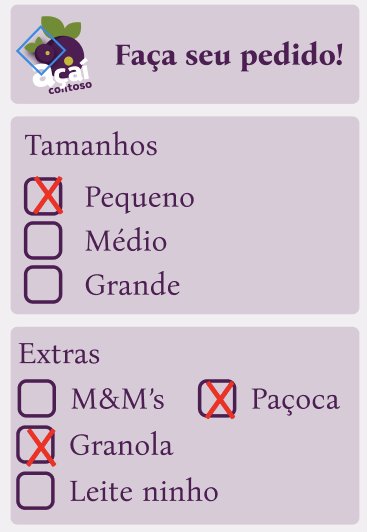 açaí
contoso
Faça seu pedido!
Tamanhos
Pequeno
Médio
Grande
Extras
M&M's Paçoca
Granola
Leite ninho